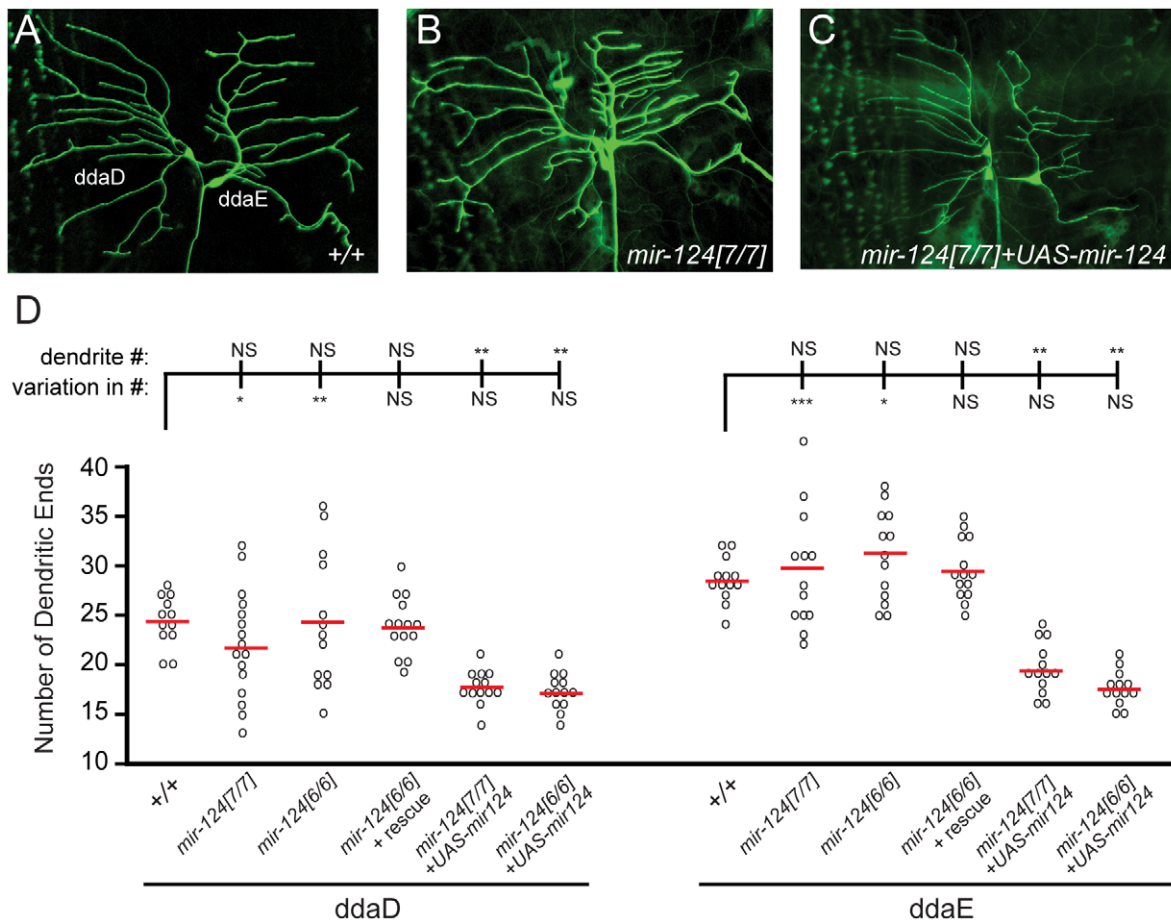 A
B
C
ddaD
ddaE
+/+
mir-124[7/7]
mir-124[7/7]+UAS-mir-124
D
dendrite #:
NS NS NS ** **
variation in #:
* ** NS NS NS
NS NS NS ** **
*** * NS NS NS
Number of Dendritic Ends
40
35
30
25
20
15
10
+/+
mir-124[7/7]
mir-124[6/6]
mir-124[6/6]
+ rescue
mir-124[7/7]
+UAS-mir124
mir-124[6/6]
+UAS-mir124
+/+
mir-124[7/7]
mir-124[6/6]
mir-124[6/6]
+ rescue
mir-124[7/7]
+UAS-mir124
mir-124[6/6]
+UAS-mir124
ddaD
ddaE